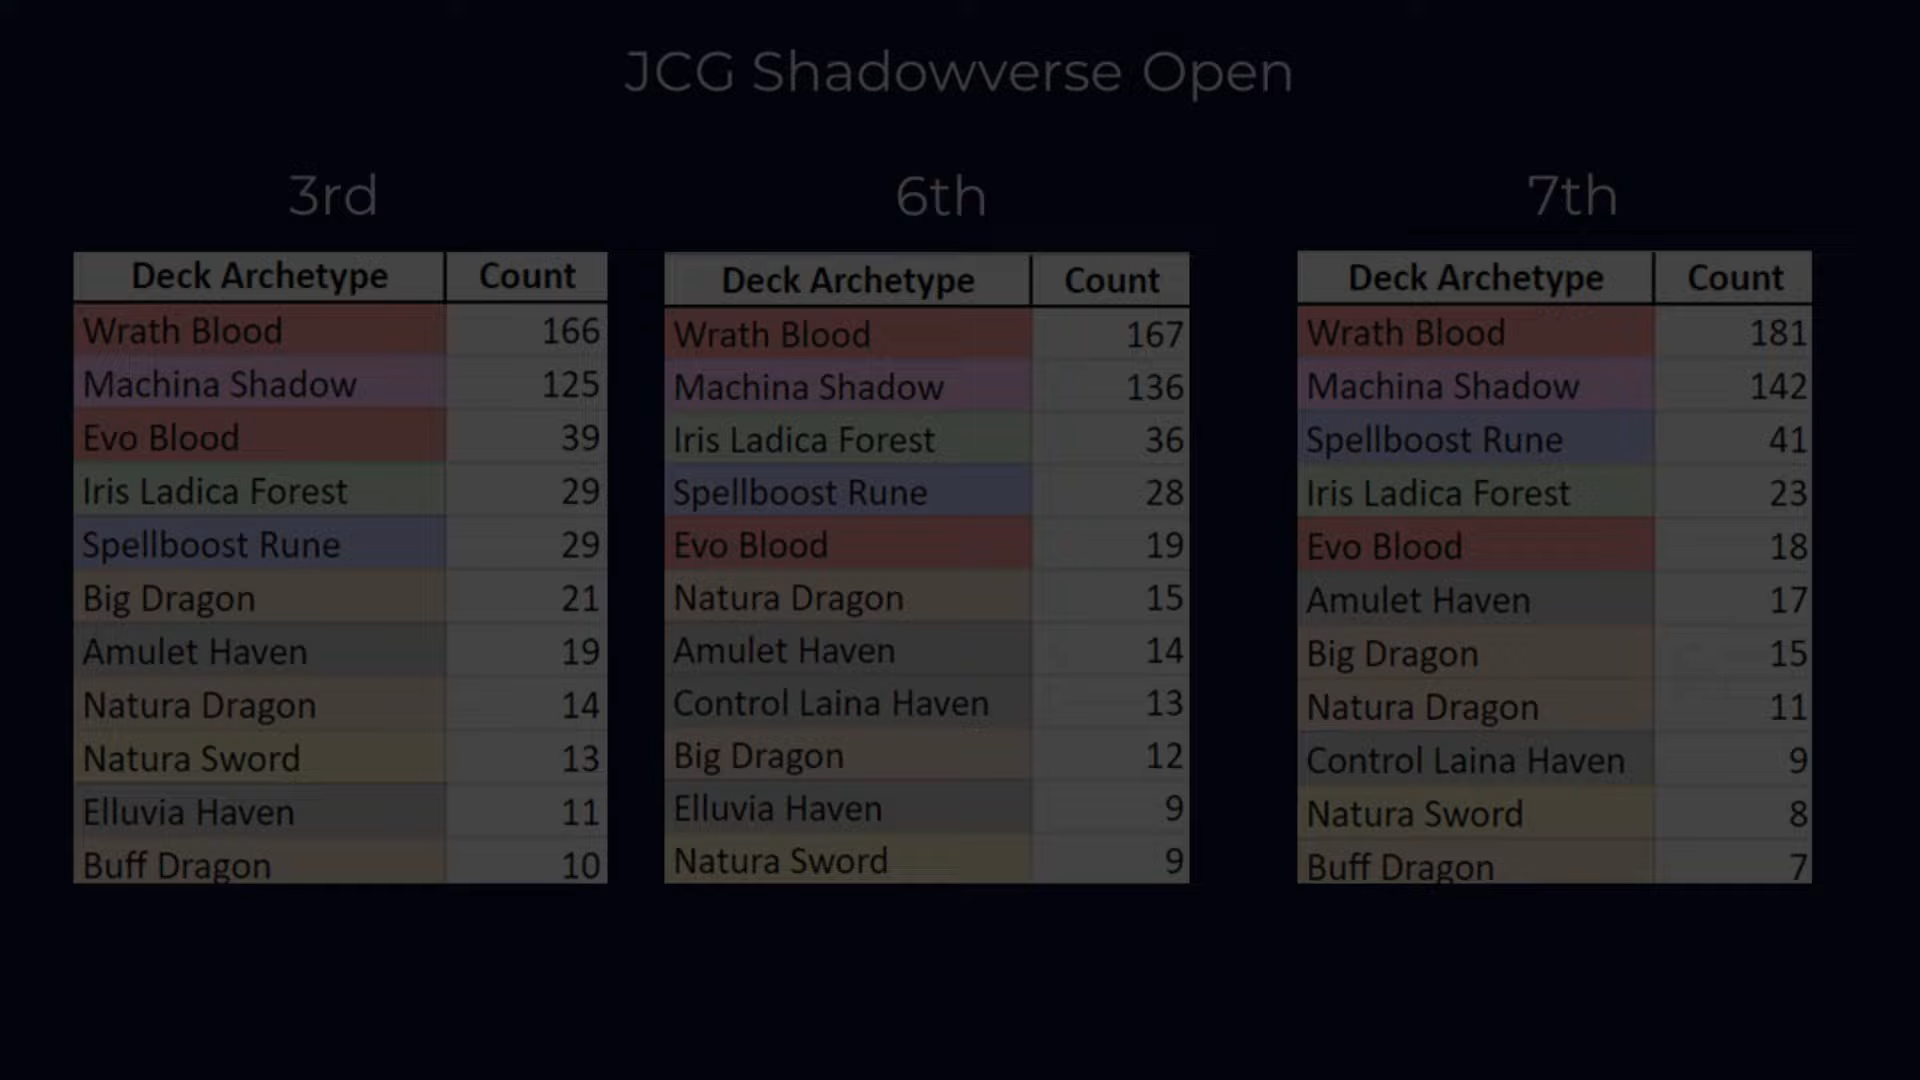 JCG Shadowverse Open
3rd
Deck Archetype Count
Wrath Blood 166
Machina Shadow 125
Evo Blood 39
Iris Ladica Forest 29
Spellboost Rune 29
Big Dragon 21
Amulet Haven 19
Natura Dragon 14
Natura Sword 13
Elluvia Haven 11
Buff Dragon 10
6th
Deck Archetype Count
Wrath Blood 167
Machina Shadow 136
Iris Ladica Forest 36
Spellboost Rune 28
Evo Blood 19
Natura Dragon 15
Amulet Haven 14
Control Laina Haven 13
Big Dragon 12
Elluvia Haven 9
Natura Sword 9
7th
Deck Archetype Count
Wrath Blood 181
Machina Shadow 142
Spellboost Rune 41
Iris Ladica Forest 23
Evo Blood 18
Amulet Haven 17
Big Dragon 15
Natura Dragon 11
Control Laina Haven 9
Natura Sword 8
Buff Dragon 7